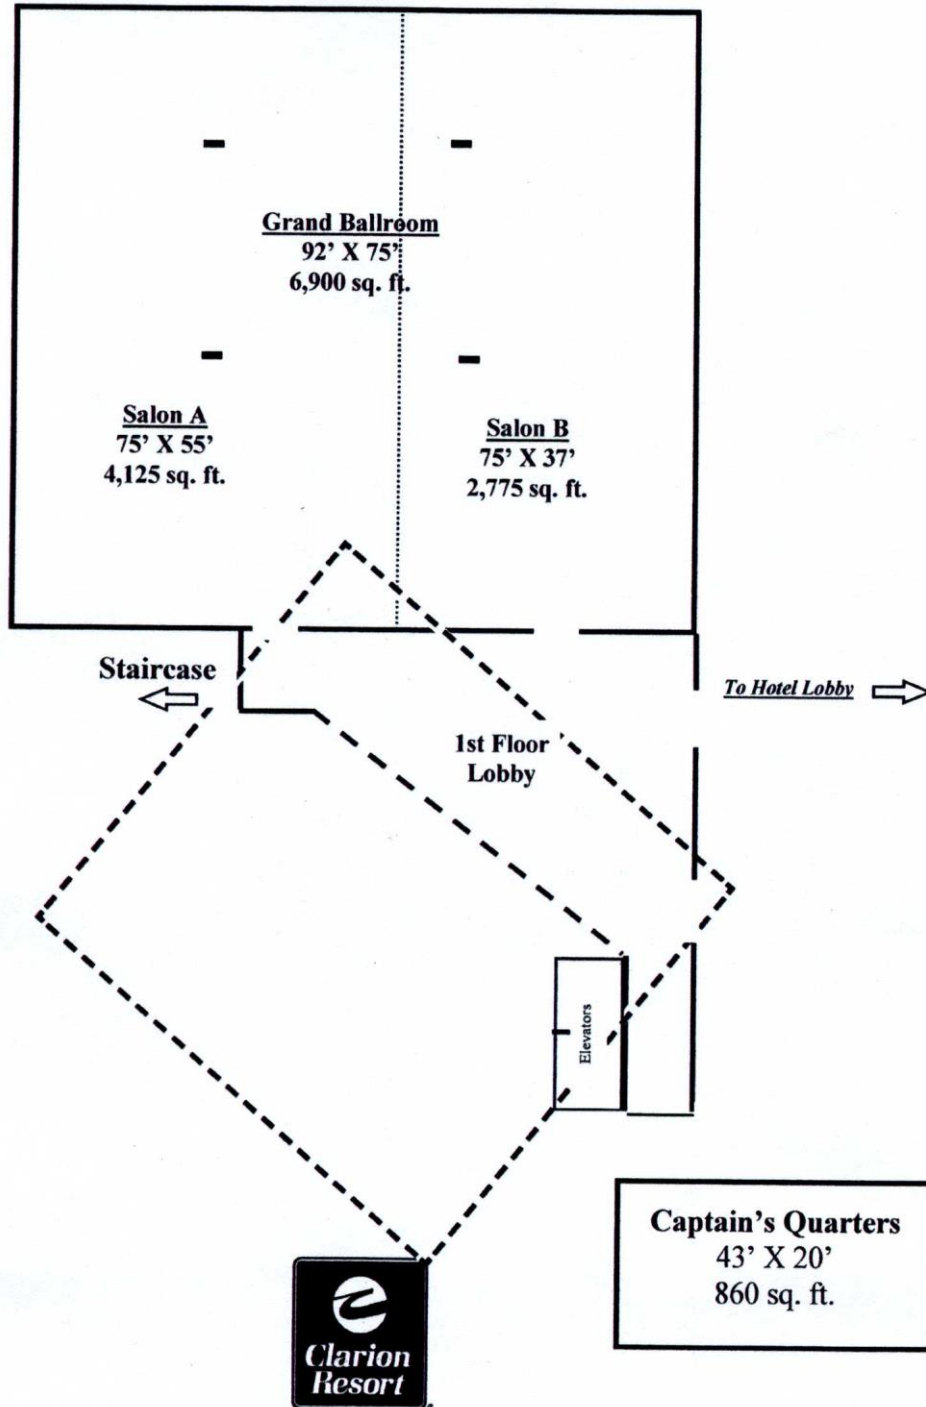 Grand Ballroom
92’ X 75’
6,900 sq. ft.
Salon A
75’ X 55’
4,125 sq. ft.
Salon B
75’ X 37’
2,775 sq. ft.
Staircase
To Hotel Lobby
1st Floor
Lobby
Elevators
Captain’s Quarters
43’ X 20’
860 sq. ft.
Clarion
Resort